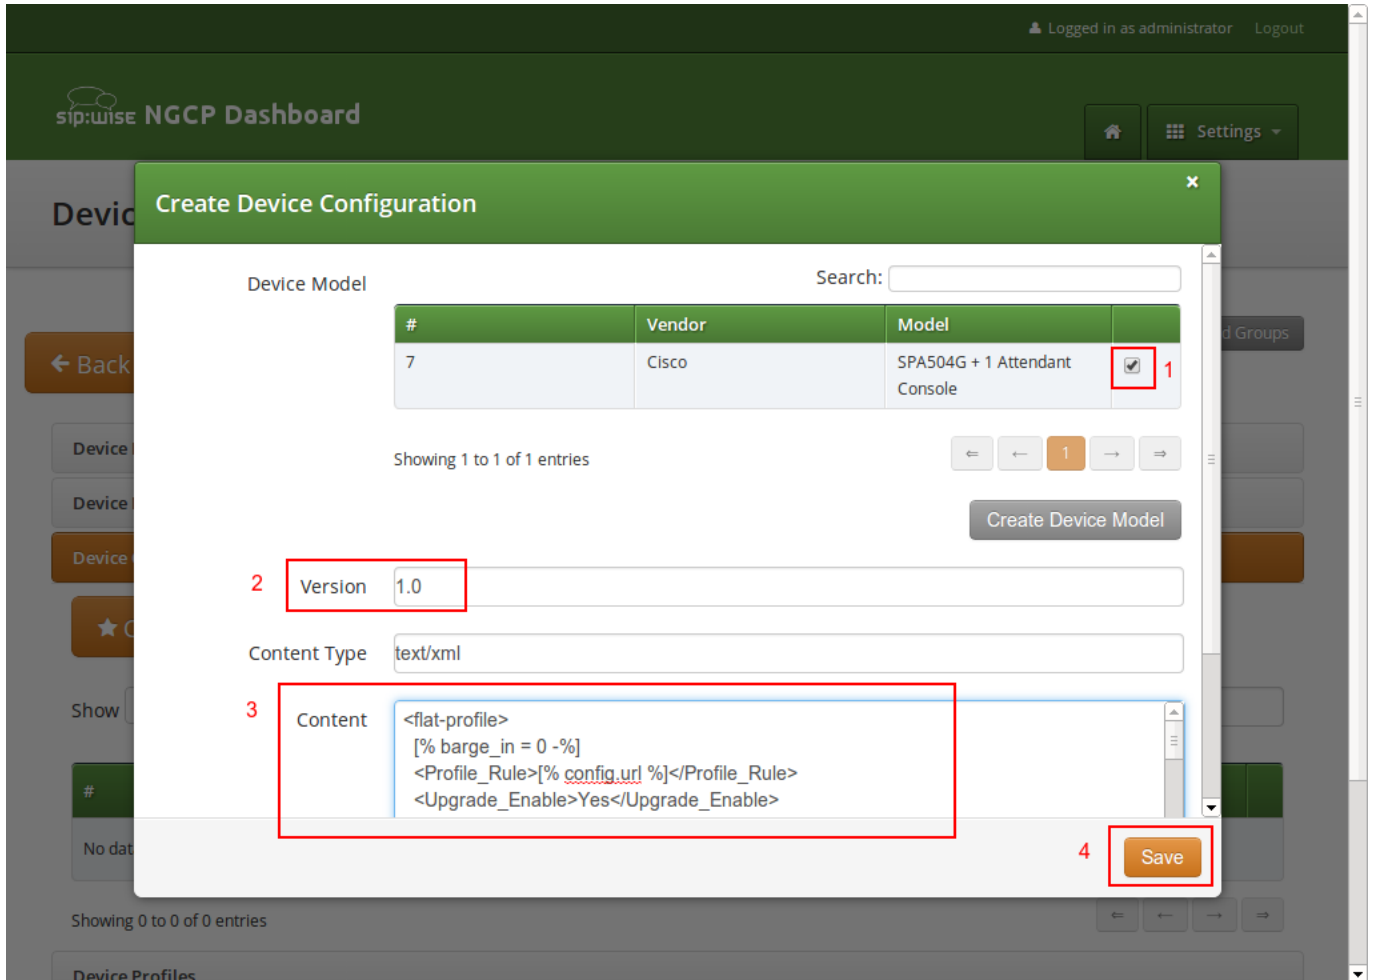 Logged in as administrator Logout
sip:wise NGCP Dashboard
Settings
Devic
Create Device Configuration ×
Device Model
Search:
# Vendor Model
7 Cisco SPA504G + 1 Attendant
Console
1
d Groups
← Back
Showing 1 to 1 of 1 entries
⇐ ← 1 → ⇒
Device
Create Device Model
Device
Device
2 Version 1.0
Content Type text/xml
3 Content
<flat-profile>
[% barge_in = 0 -%]
<Profile_Rule>[% config.url %]</Profile_Rule>
<Upgrade_Enable>Yes</Upgrade_Enable>
Show
#
No dat
4 Save
Showing 0 to 0 of 0 entries
⇐ ← → ⇒
Device Profiles